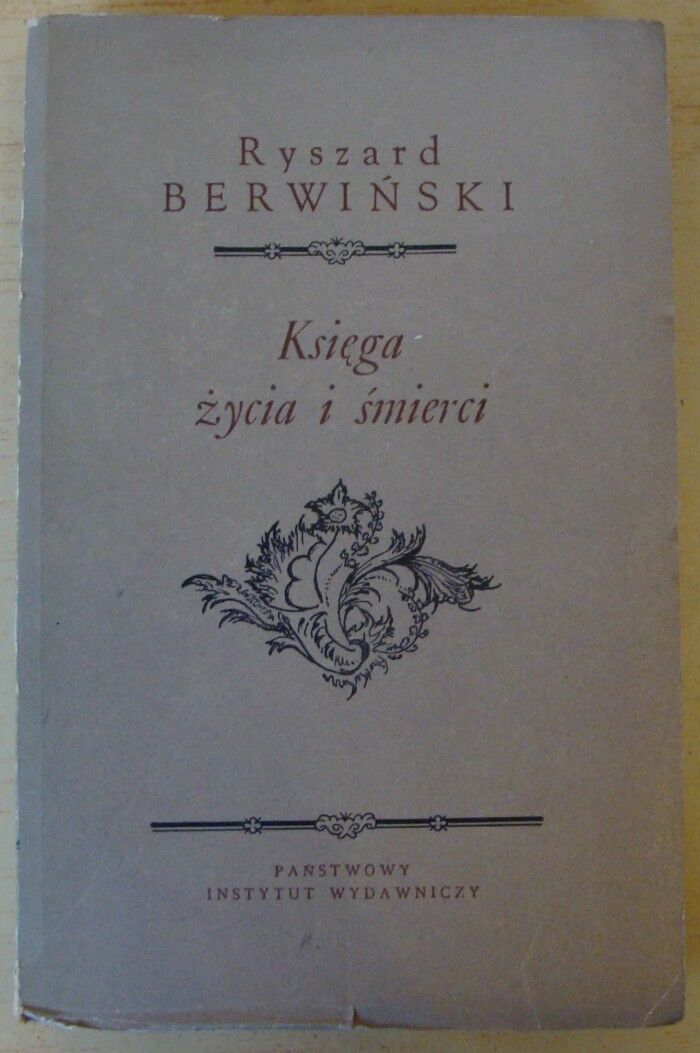 Ryszard
BERWIŃSKI
Księga
życia i śmierci
PAŃSTWOWY
INSTYTUT WYDAWNICZY